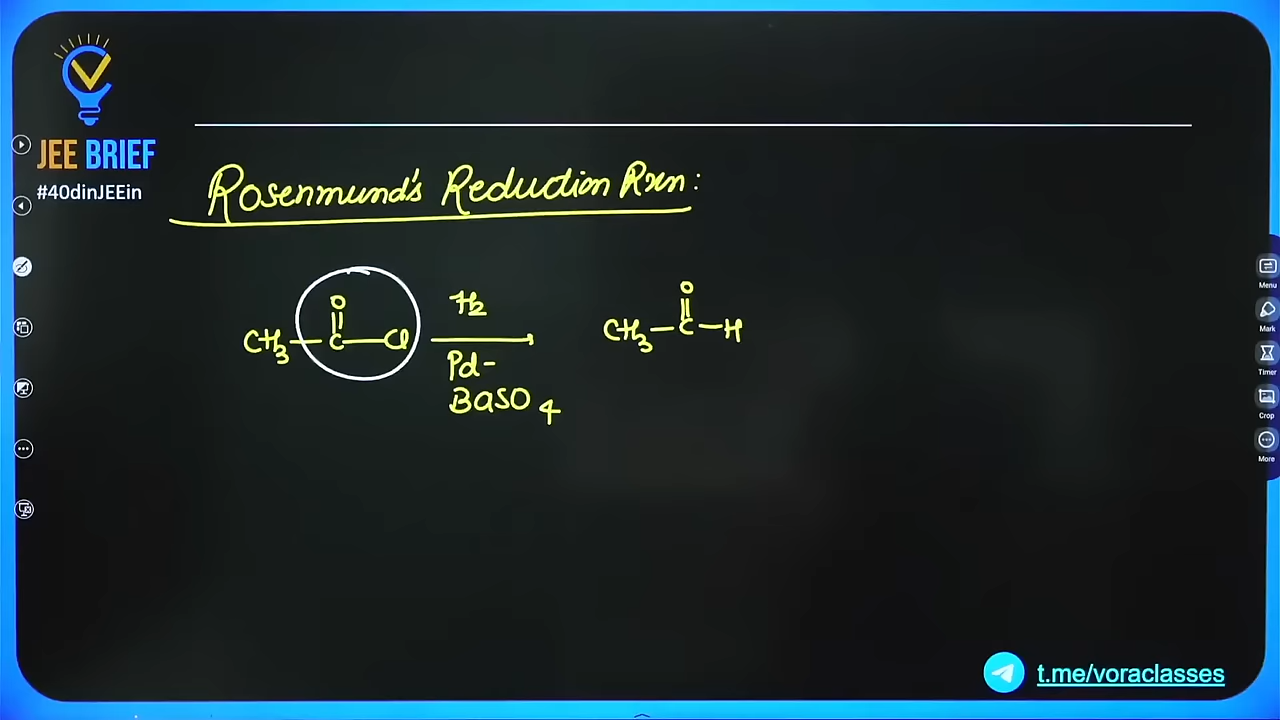 JEE BRIEF
#40dinJEEin
Rosenmund's Reduction Rxn:
O
CH3—C—Cl
H2
Pd-
BaSO4
O
CH3—C—H
Menu
Mark
Timer
Crop
More
t.me/voraclasses